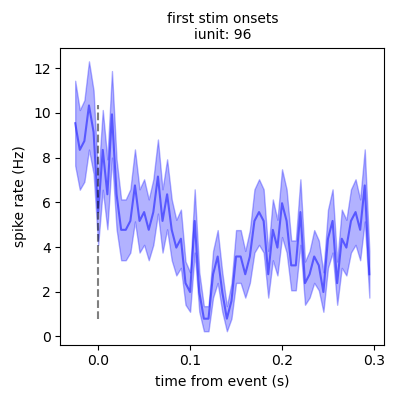 first stim onsets
iunit: 96
spike rate (Hz)
12
10
8
6
4
2
0
0.0
0.1
0.2
0.3
time from event (s)